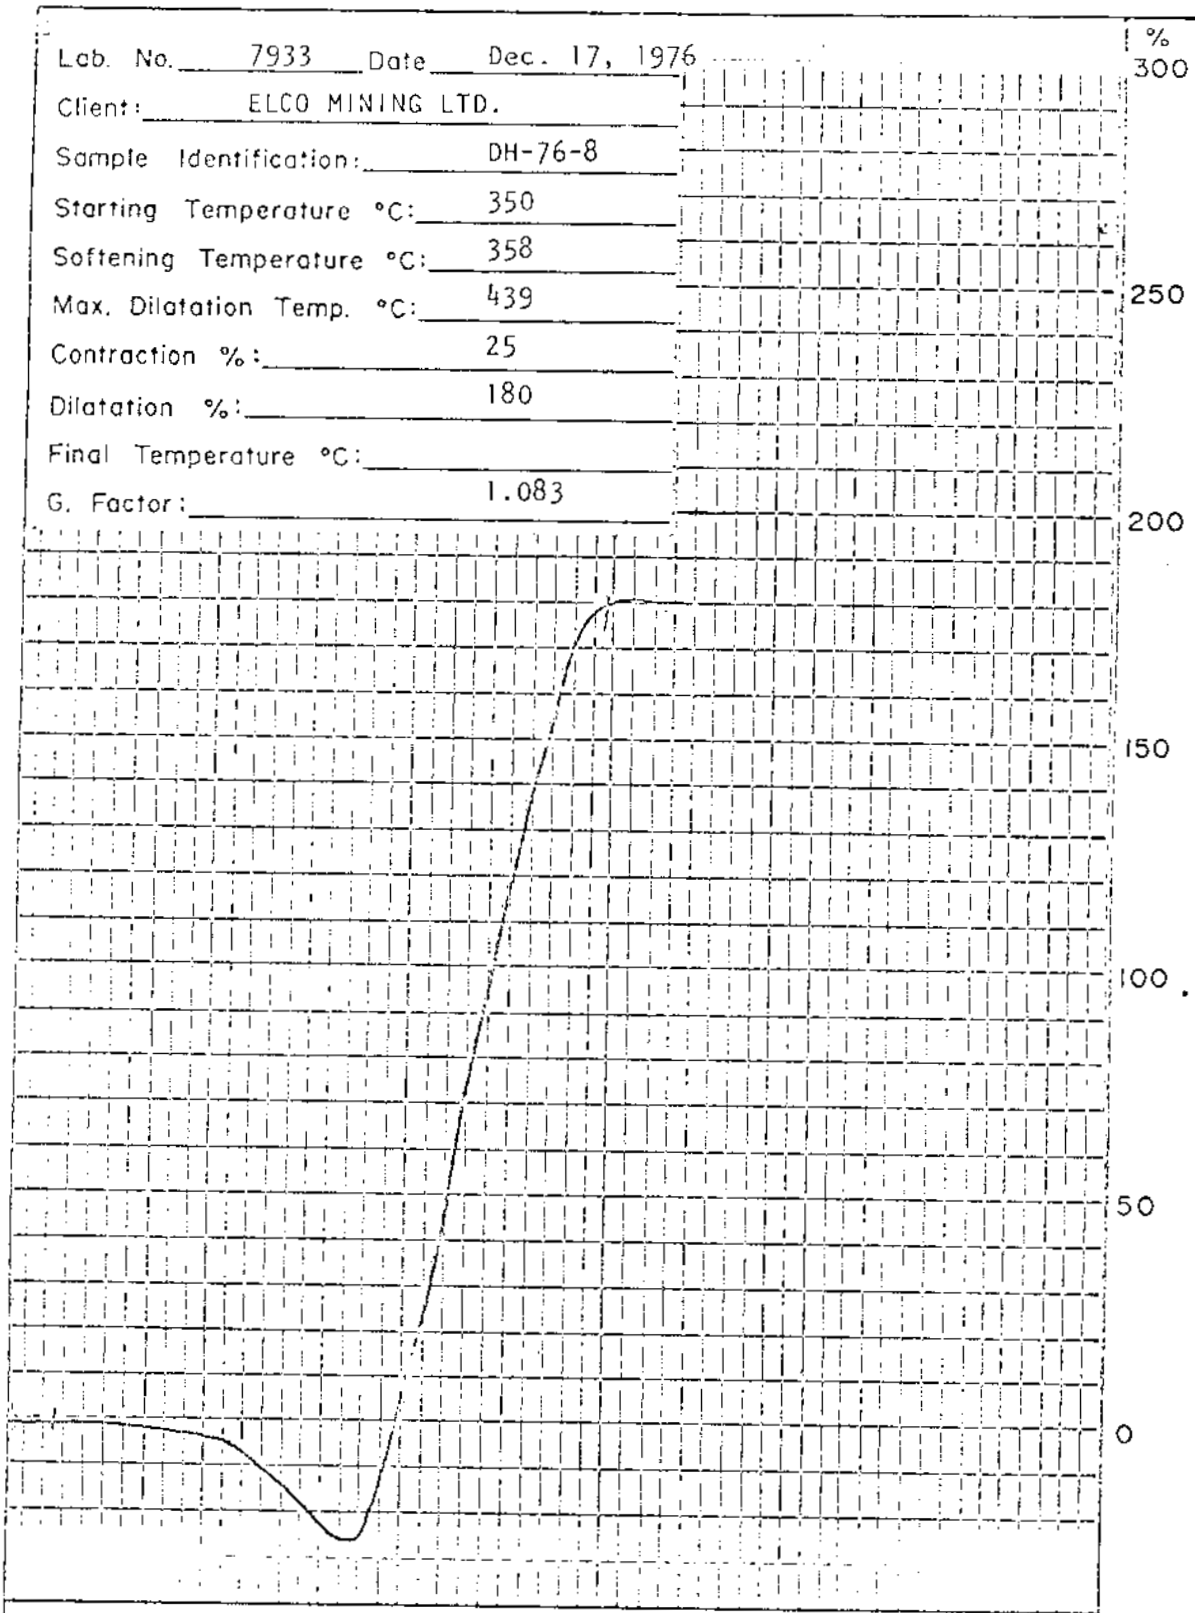 Lab. No. 7933 Date Dec. 17, 1976
Client: ELCO MINING LTD.
Sample Identification: DH-76-8
Starting Temperature °C: 350
Softening Temperature °C: 358
Max. Dilatation Temp. °C: 439
Contraction %: 25
Dilatation %: 180
Final Temperature °C:
G. Factor: 1.083
%
300
250
200
150
100
50
0